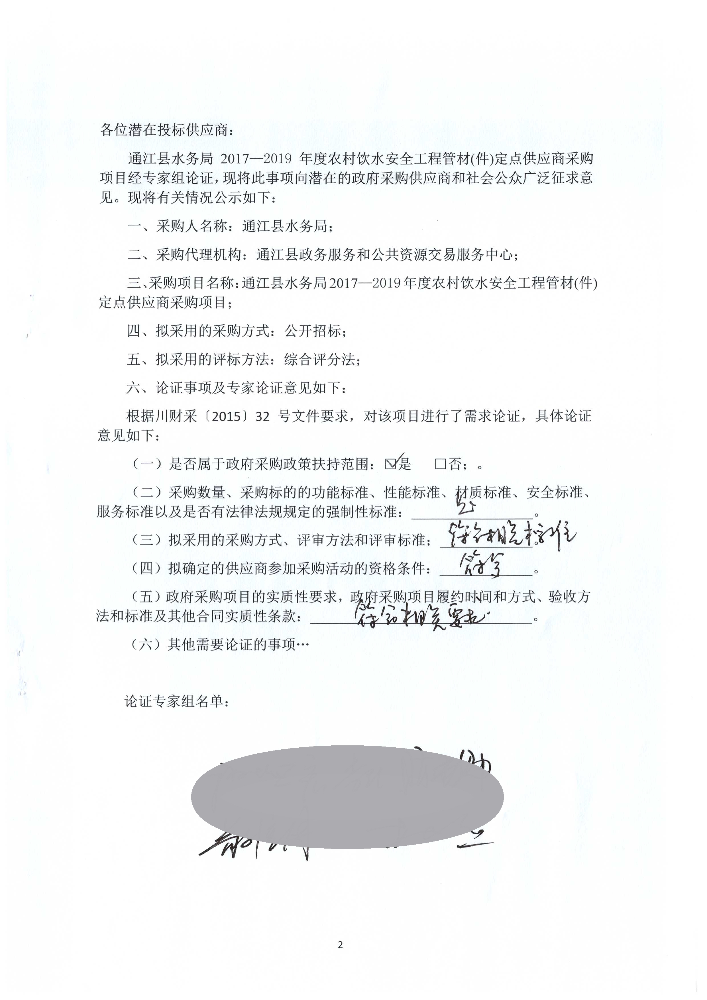 各位潜在投标供应商：
通江县水务局 2017—2019 年度农村饮水安全工程管材(件)定点供应商采购
项目经专家组论证，现将此事项向潜在的政府采购供应商和社会公众广泛征求意
见。现将有关情况公示如下：
一、采购人名称：通江县水务局；
二、采购代理机构：通江县政务服务和公共资源交易服务中心；
三、采购项目名称：通江县水务局2017—2019年度农村饮水安全工程管材(件)
定点供应商采购项目；
四、拟采用的采购方式：公开招标；
五、拟采用的评标方法：综合评分法；
六、论证事项及专家论证意见如下：
根据川财采〔2015〕32 号文件要求，对该项目进行了需求论证，具体论证
意见如下：
（一）是否属于政府采购政策扶持范围：☑是 □否；。
（二）采购数量、采购标的的功能标准、性能标准、材质标准、安全标准、
服务标准以及是否有法律法规规定的强制性标准：。
（三）拟采用的采购方式、评审方法和评审标准；符合相关标准。
（四）拟确定的供应商参加采购活动的资格条件：符合。
（五）政府采购项目的实质性要求，政府采购项目履约时间和方式、验收方
法和标准及其他合同实质性条款：符合相关要求。
（六）其他需要论证的事项…
论证专家组名单：
2